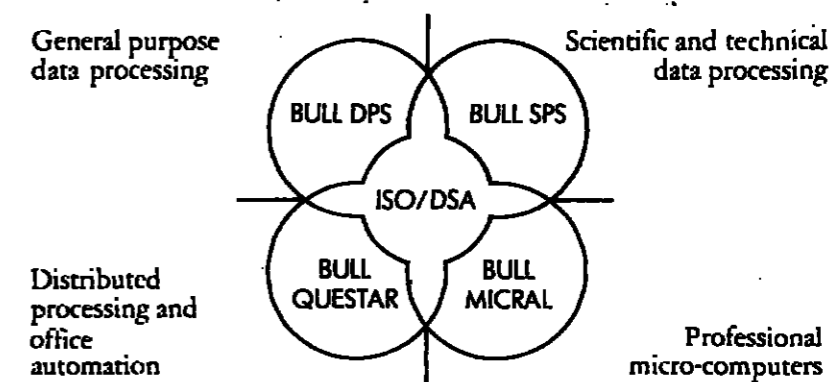 General purpose
data processing
Scientific and technical
data processing
BULL DPS
BULL SPS
ISO/DSA
BULL
QUESTAR
BULL
MICRAL
Distributed
processing and
office
automation
Professional
micro-computers